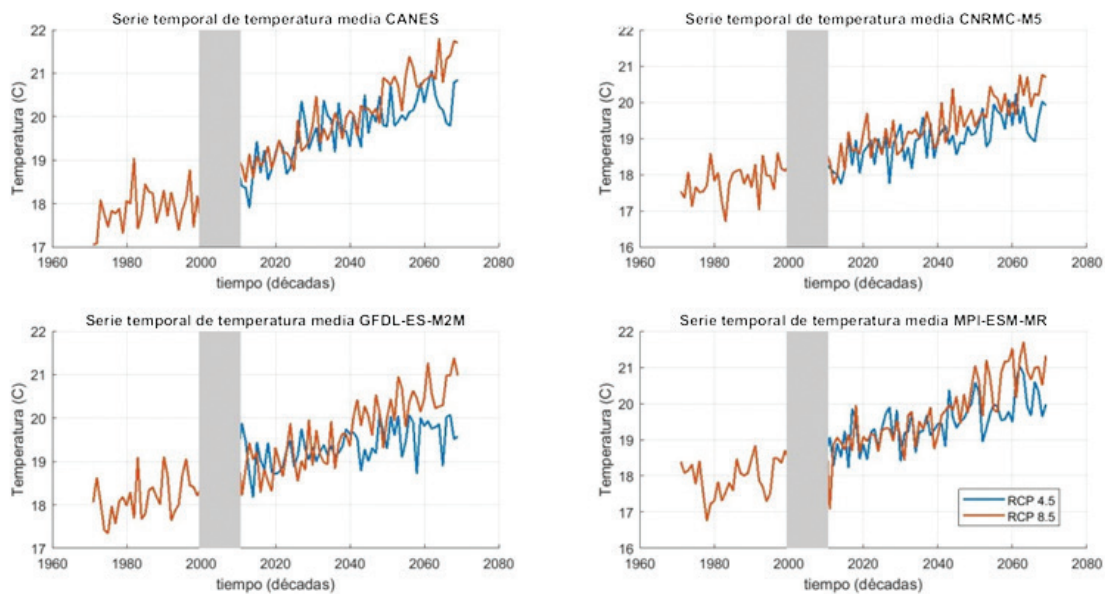 Serie temporal de temperatura media CANES
22
21
20
19
18
17
Temperatura (C)
1960 1980 2000 2020 2040 2060 2080
tiempo (décadas)
Serie temporal de temperatura media CNRMC-M5
22
21
20
19
18
17
16
Temperatura (C)
1960 1980 2000 2020 2040 2060 2080
tiempo (décadas)
Serie temporal de temperatura media GFDL-ES-M2M
22
21
20
19
18
17
Temperatura (C)
1960 1980 2000 2020 2040 2060 2080
tiempo (décadas)
Serie temporal de temperatura media MPI-ESM-MR
22
21
20
19
18
17
16
Temperatura (C)
RCP 4.5
RCP 8.5
1960 1980 2000 2020 2040 2060 2080
tiempo (décadas)